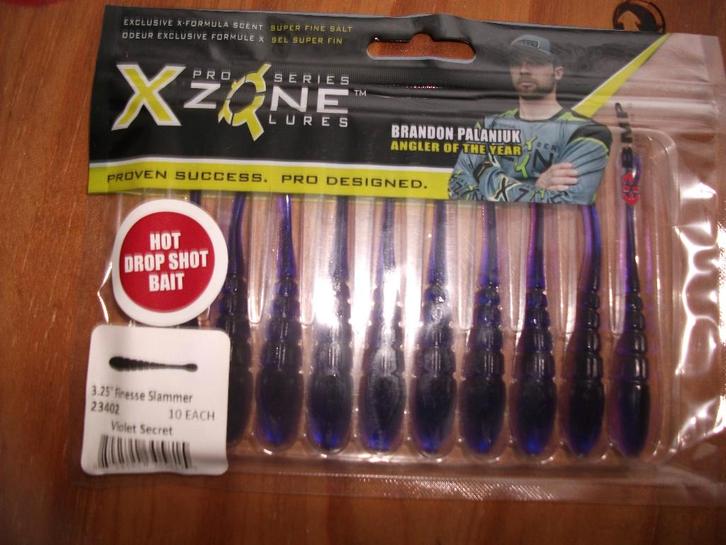 EXCLUSIVE X-FORMULA SCENT SUPER FINE SALT
ODEUR EXCLUSIVE FORMULE X SEL SUPER FIN
PRO SERIES
X ZONE™
LURES
BRANDON PALANIUK
ANGLER OF THE YEAR
PROVEN SUCCESS. PRO DESIGNED.
BMP
HOT
DROP SHOT
BAIT
3.25" Finesse Slammer
23402
10 EACH
Violet Secret